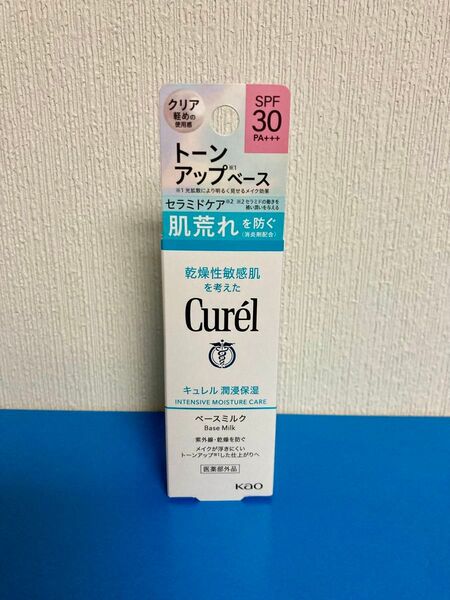 クリア
軽めの
使用感
SPF
30
PA+++
トーン
アップ※1ベース
※1 光拡散により明るく見せるメイク効果
セラミドケア※2 ※2 セラミドの働きを
補い潤いを与える
肌荒れを防ぐ
(消炎剤配合)
乾燥性敏感肌
を考えた
Curél
キュレル 潤浸保湿
INTENSIVE MOISTURE CARE
ベースミルク
Base Milk
紫外線・乾燥を防ぐ
メイクが浮きにくい
トーンアップ※1した仕上がりへ
医薬部外品
Kao